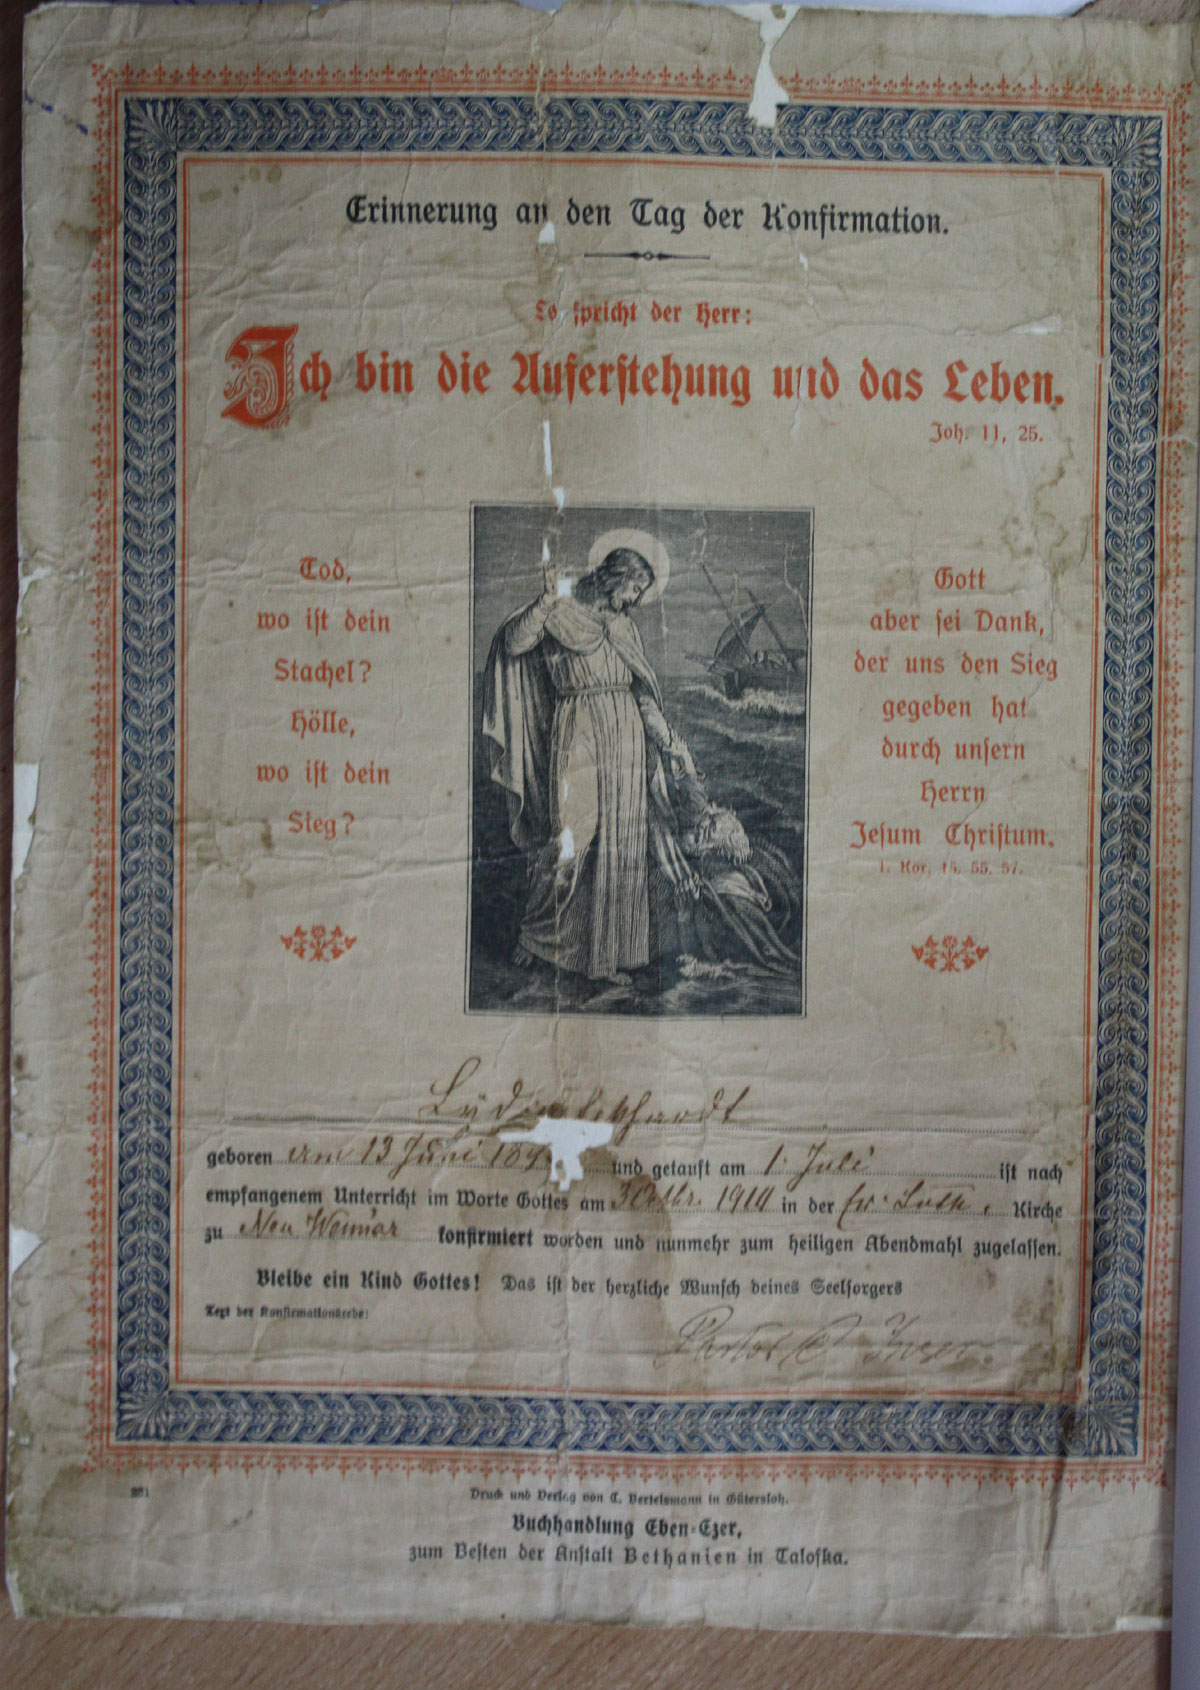 Erinnerung an den Tag der Konfirmation.
So spricht der Herr:
Ich bin die Auferstehung und das Leben.
Joh. 11, 25.
Tod,
wo ist dein
Stachel?
Hölle,
wo ist dein
Sieg?
Gott
aber sei Dank,
der uns den Sieg
gegeben hat
durch unsern
Herrn
Jesum Christum.
1. Kor. 15. 55. 57.
geboren am 13 Juni und getauft am 1. Juli ist nach
empfangenem Unterricht im Worte Gottes am in der Ev. Luth. Kirche
zu Neu Weimar konfirmiert worden und nunmehr zum heiligen Abendmahl zugelassen.
Bleibe ein Kind Gottes! Das ist der herzliche Wunsch deines Seelsorgers
Text der Konfirmationsrede:
Pastor
Druck und Verlag von C. Bertelsmann in Gütersloh.
Buchhandlung Eben-Ezer,
zum Besten der Anstalt Bethanien in Talofka.